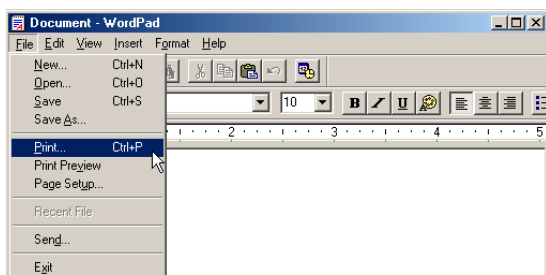 Document - WordPad
File Edit View Insert Format Help
New... Ctrl+N
Open... Ctrl+O
Save Ctrl+S
Save As...
10 B / U
2 3 4 5
Print... Ctrl+P
Print Preview
Page Setup...
Recent File
Send...
Exit